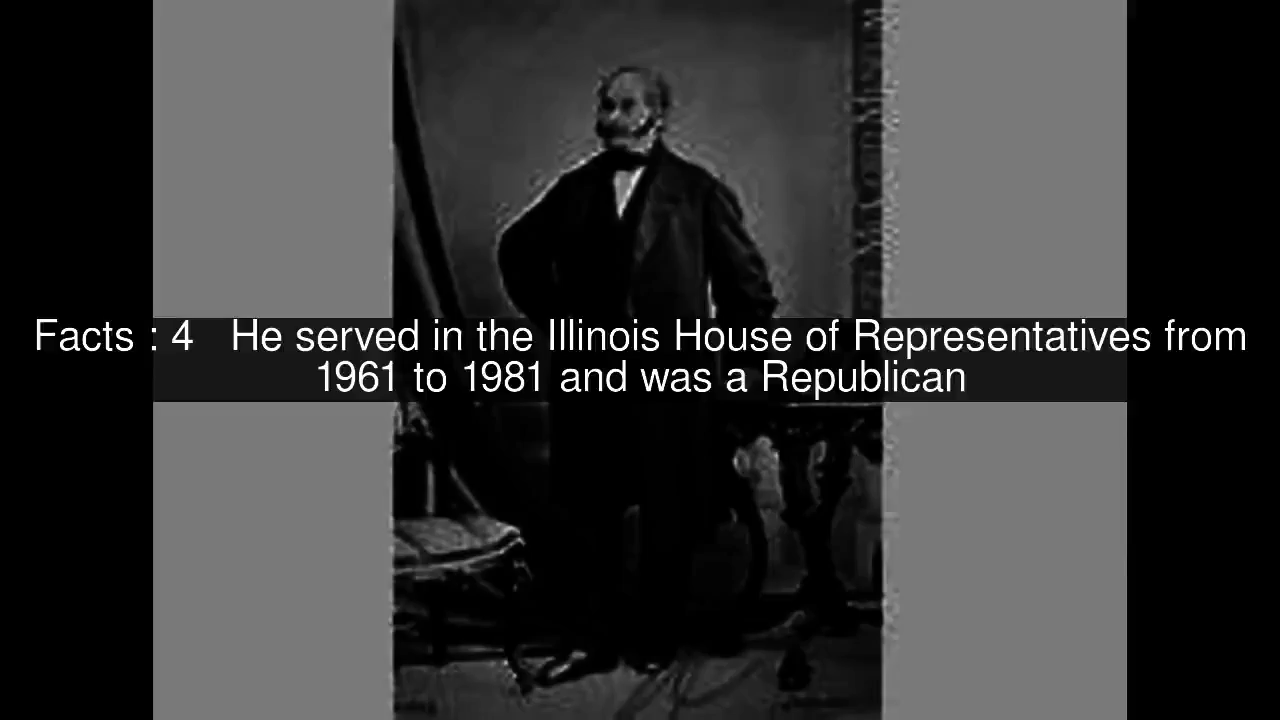 Facts : 4 He served in the Illinois House of Representatives from
1961 to 1981 and was a Republican